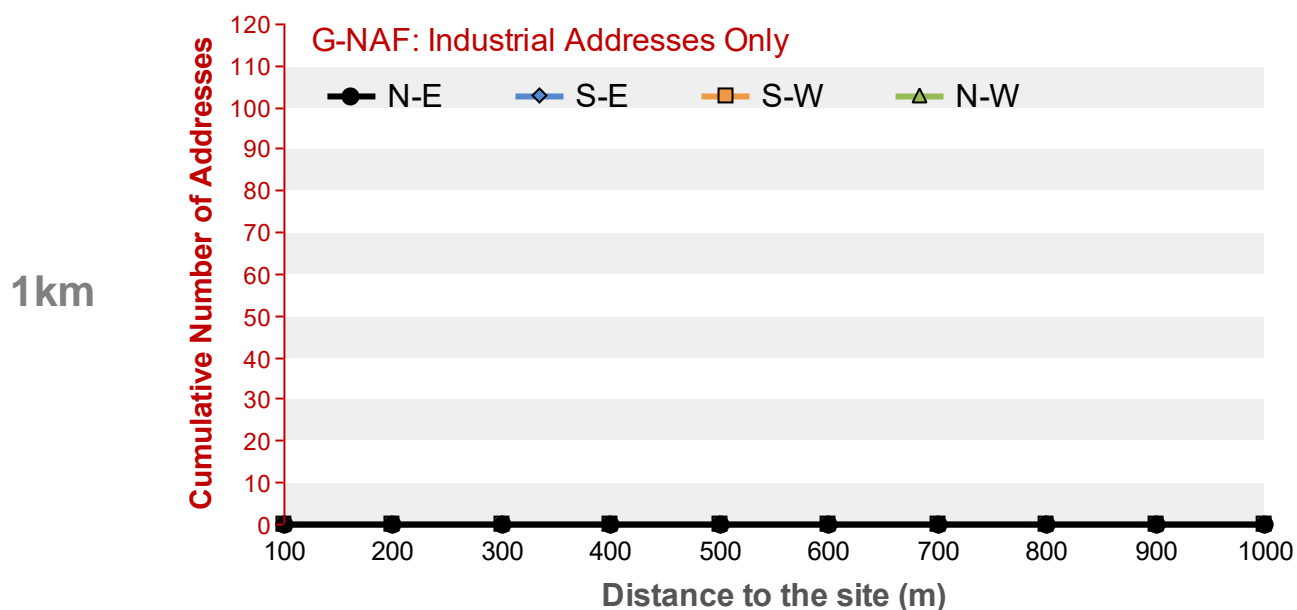 G-NAF: Industrial Addresses Only
N-E S-E S-W N-W
Cumulative Number of Addresses
120
110
100
90
80
70
60
50
40
30
20
10
0
1km
100 200 300 400 500 600 700 800 900 1000
Distance to the site (m)